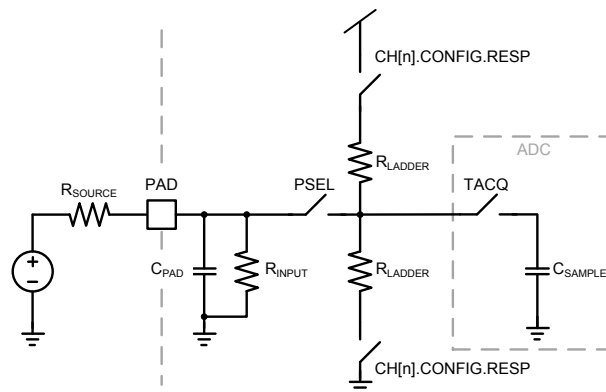 CH[n].CONFIG.RESP
RLADDER
ADC
RSOURCE
PAD
PSEL
TACQ
CPAD
RINPUT
RLADDER
CSAMPLE
CH[n].CONFIG.RESP